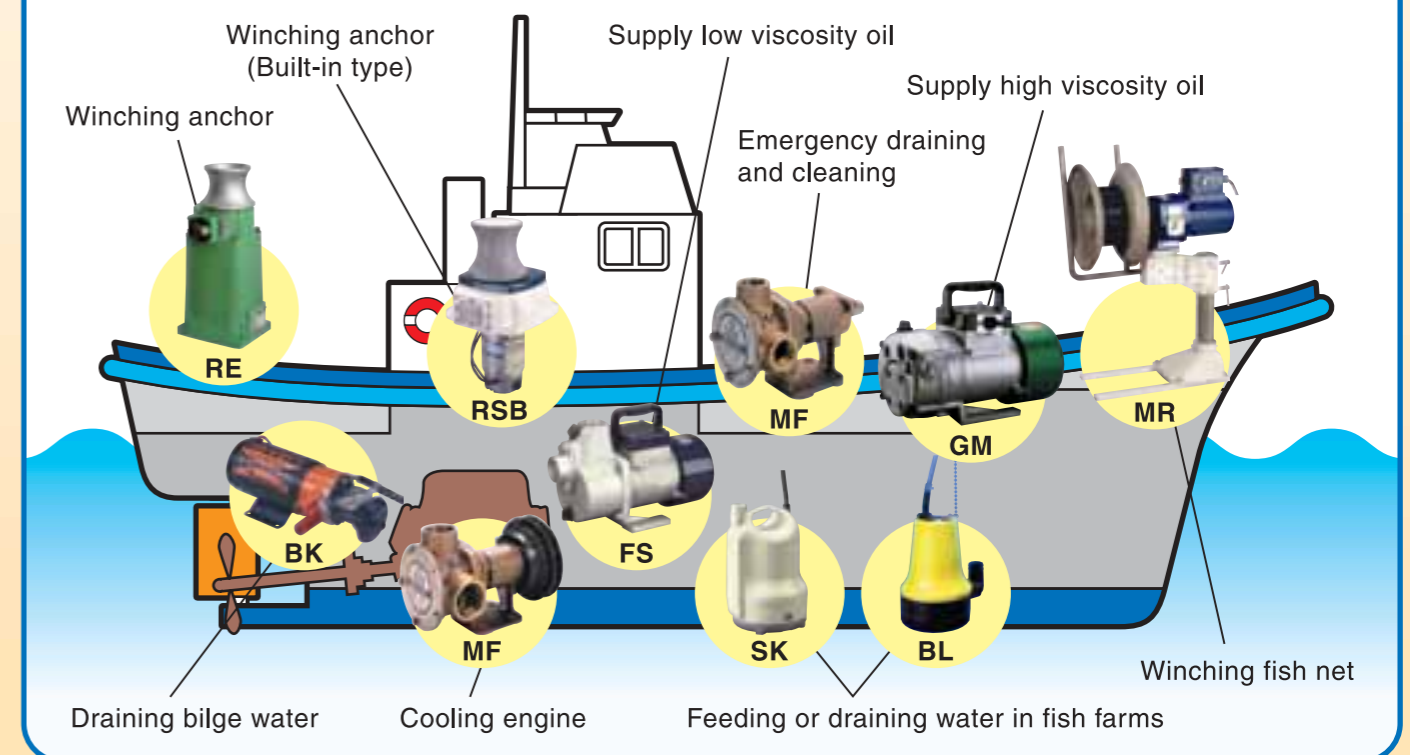 Winching anchor
(Built-in type)
Supply low viscosity oil
Supply high viscosity oil
Winching anchor
Emergency draining
and cleaning
RE
RSB
MF
GM
MR
BK
FS
MF
SK
BL
Winching fish net
Draining bilge water
Cooling engine
Feeding or draining water in fish farms